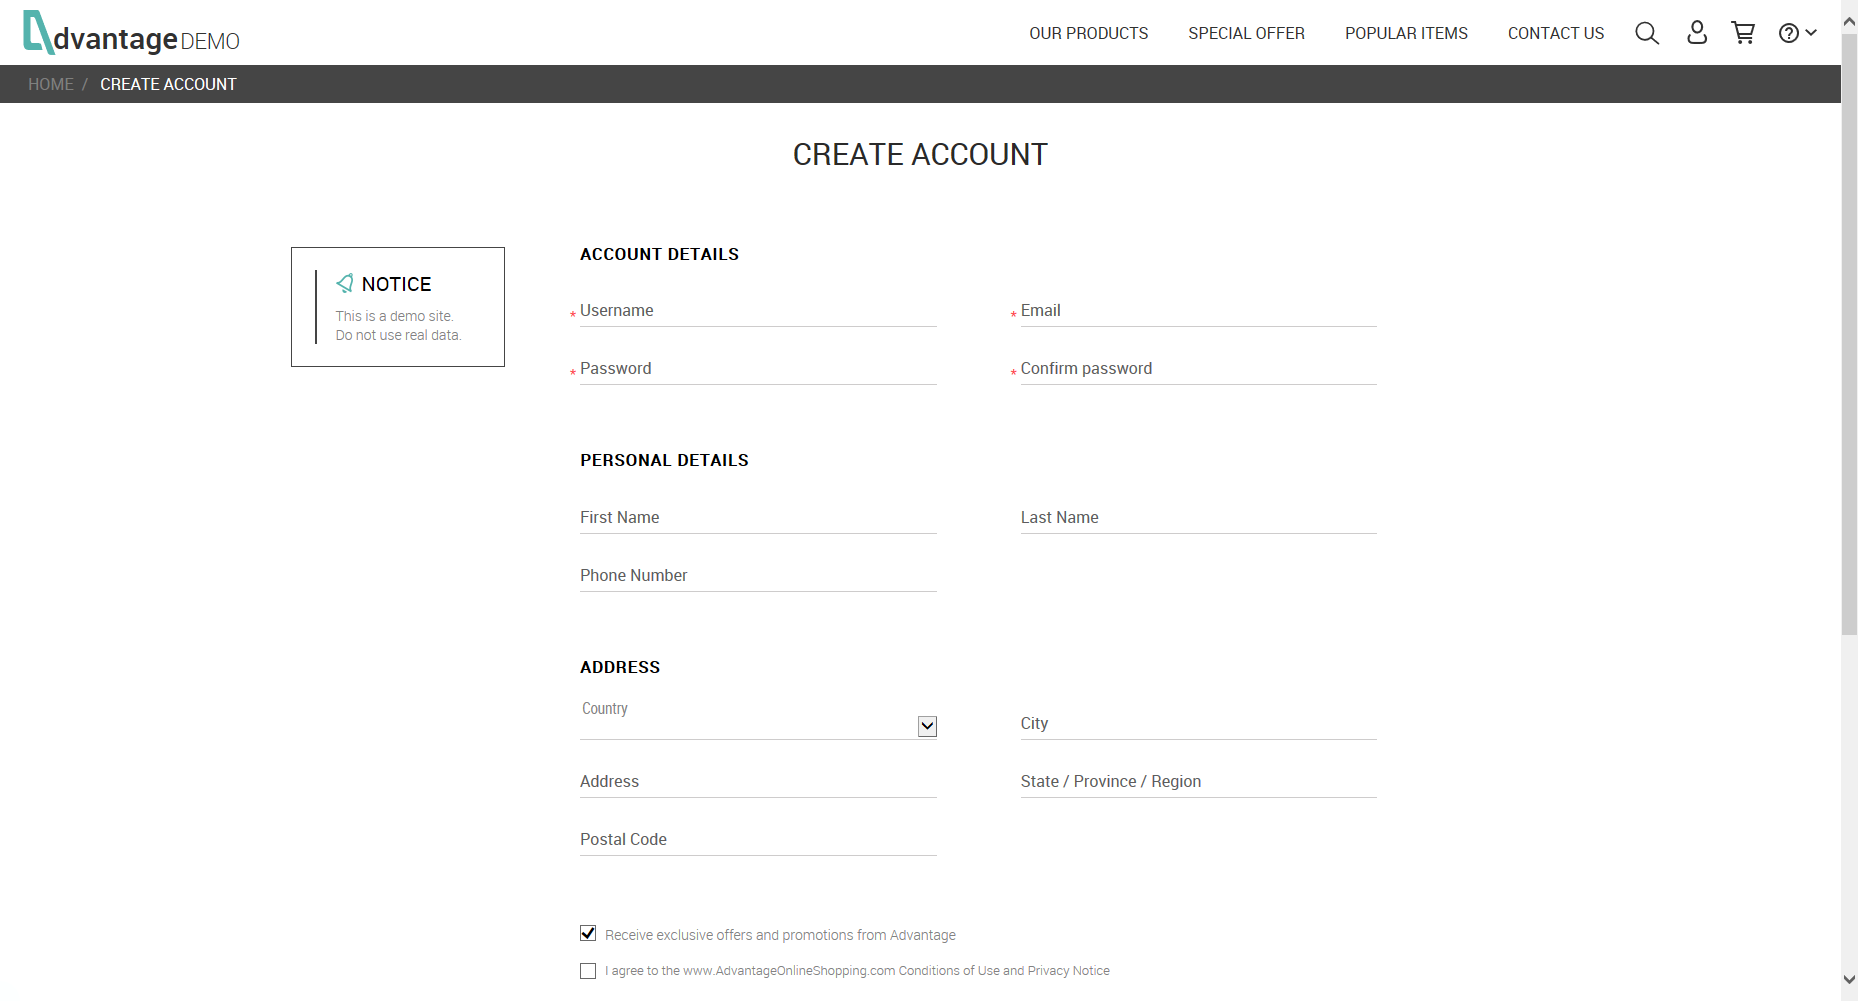 dvantage DEMO
OUR PRODUCTS
SPECIAL OFFER
POPULAR ITEMS
CONTACT US
HOME / CREATE ACCOUNT
CREATE ACCOUNT
NOTICE
This is a demo site.
Do not use real data.
ACCOUNT DETAILS
* Username
* Email
* Password
* Confirm password
PERSONAL DETAILS
First Name
Last Name
Phone Number
ADDRESS
Country
City
Address
State / Province / Region
Postal Code
Receive exclusive offers and promotions from Advantage
I agree to the www.AdvantageOnlineShopping.com Conditions of Use and Privacy Notice